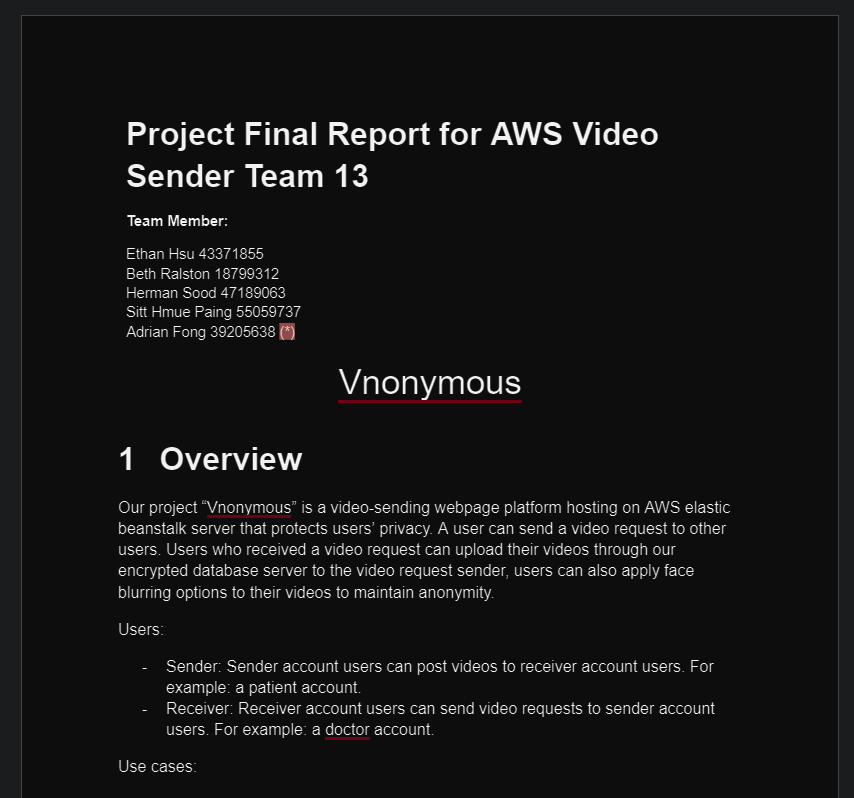 Project Final Report for AWS Video
Sender Team 13
Team Member:
Ethan Hsu 43371855
Beth Ralston 18799312
Herman Sood 47189063
Sitt Hmue Paing 55059737
Adrian Fong 39205638 (*)
Vnonymous
1 Overview
Our project “Vnonymous” is a video-sending webpage platform hosting on AWS elastic
beanstalk server that protects users’ privacy. A user can send a video request to other
users. Users who received a video request can upload their videos through our
encrypted database server to the video request sender, users can also apply face
blurring options to their videos to maintain anonymity.
Users:
- Sender: Sender account users can post videos to receiver account users. For
example: a patient account.
- Receiver: Receiver account users can send video requests to sender account
users. For example: a doctor account.
Use cases: